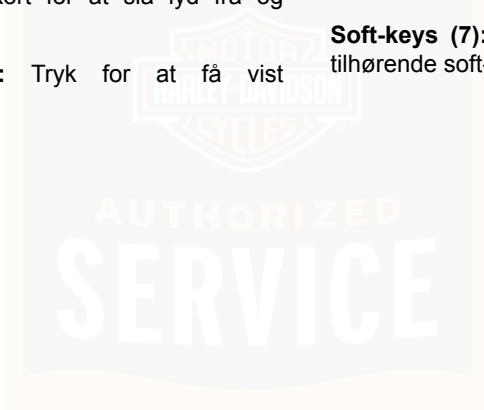 for at slå lyd fra og
: Tryk for at få vist
Soft-keys (7):
tilhørende soft-
MOTOR
HARLEY-DAVIDSON
CYCLES
AUTHORIZED
SERVICE